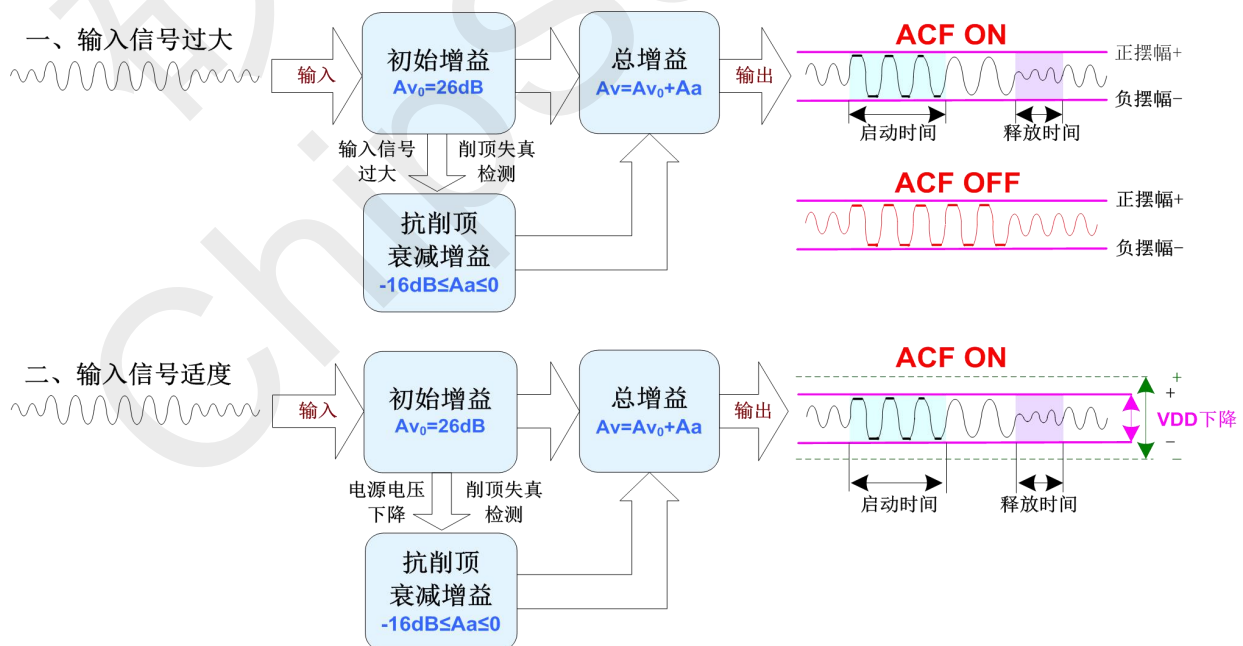 一、输入信号过大
输入
初始增益
Av₀=26dB
总增益
Av=Av₀+Aa
输出
ACF ON
正摆幅+
负摆幅−
启动时间
释放时间
输入信号
过大
削顶失真
检测
抗削顶
衰减增益
-16dB≤Aa≤0
ACF OFF
正摆幅+
负摆幅−
二、输入信号适度
输入
初始增益
Av₀=26dB
总增益
Av=Av₀+Aa
输出
ACF ON
+
+
VDD下降
−
−
启动时间
释放时间
电源电压
下降
削顶失真
检测
抗削顶
衰减增益
-16dB≤Aa≤0